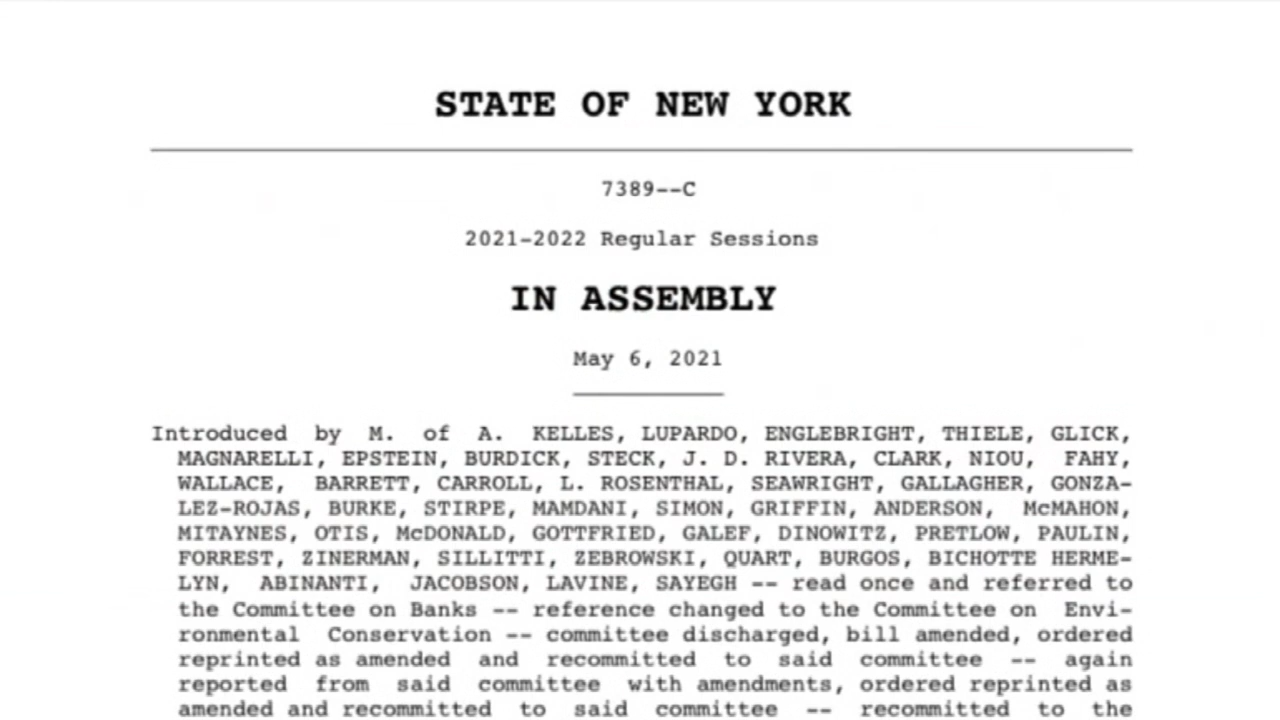 STATE OF NEW YORK
7389--C
2021-2022 Regular Sessions
IN ASSEMBLY
May 6, 2021
Introduced by M. of A. KELLES, LUPARDO, ENGLEBRIGHT, THIELE, GLICK,
MAGNARELLI, EPSTEIN, BURDICK, STECK, J. D. RIVERA, CLARK, NIOU, FAHY,
WALLACE, BARRETT, CARROLL, L. ROSENTHAL, SEAWRIGHT, GALLAGHER, GONZA-
LEZ-ROJAS, BURKE, STIRPE, MAMDANI, SIMON, GRIFFIN, ANDERSON, McMAHON,
MITAYNES, OTIS, McDONALD, GOTTFRIED, GALEF, DINOWITZ, PRETLOW, PAULIN,
FORREST, ZINERMAN, SILLITTI, ZEBROWSKI, QUART, BURGOS, BICHOTTE HERME-
LYN, ABINANTI, JACOBSON, LAVINE, SAYEGH -- read once and referred to
the Committee on Banks -- reference changed to the Committee on Envi-
ronmental Conservation -- committee discharged, bill amended, ordered
reprinted as amended and recommitted to said committee -- again
reported from said committee with amendments, ordered reprinted as
amended and recommitted to said committee -- recommitted to the